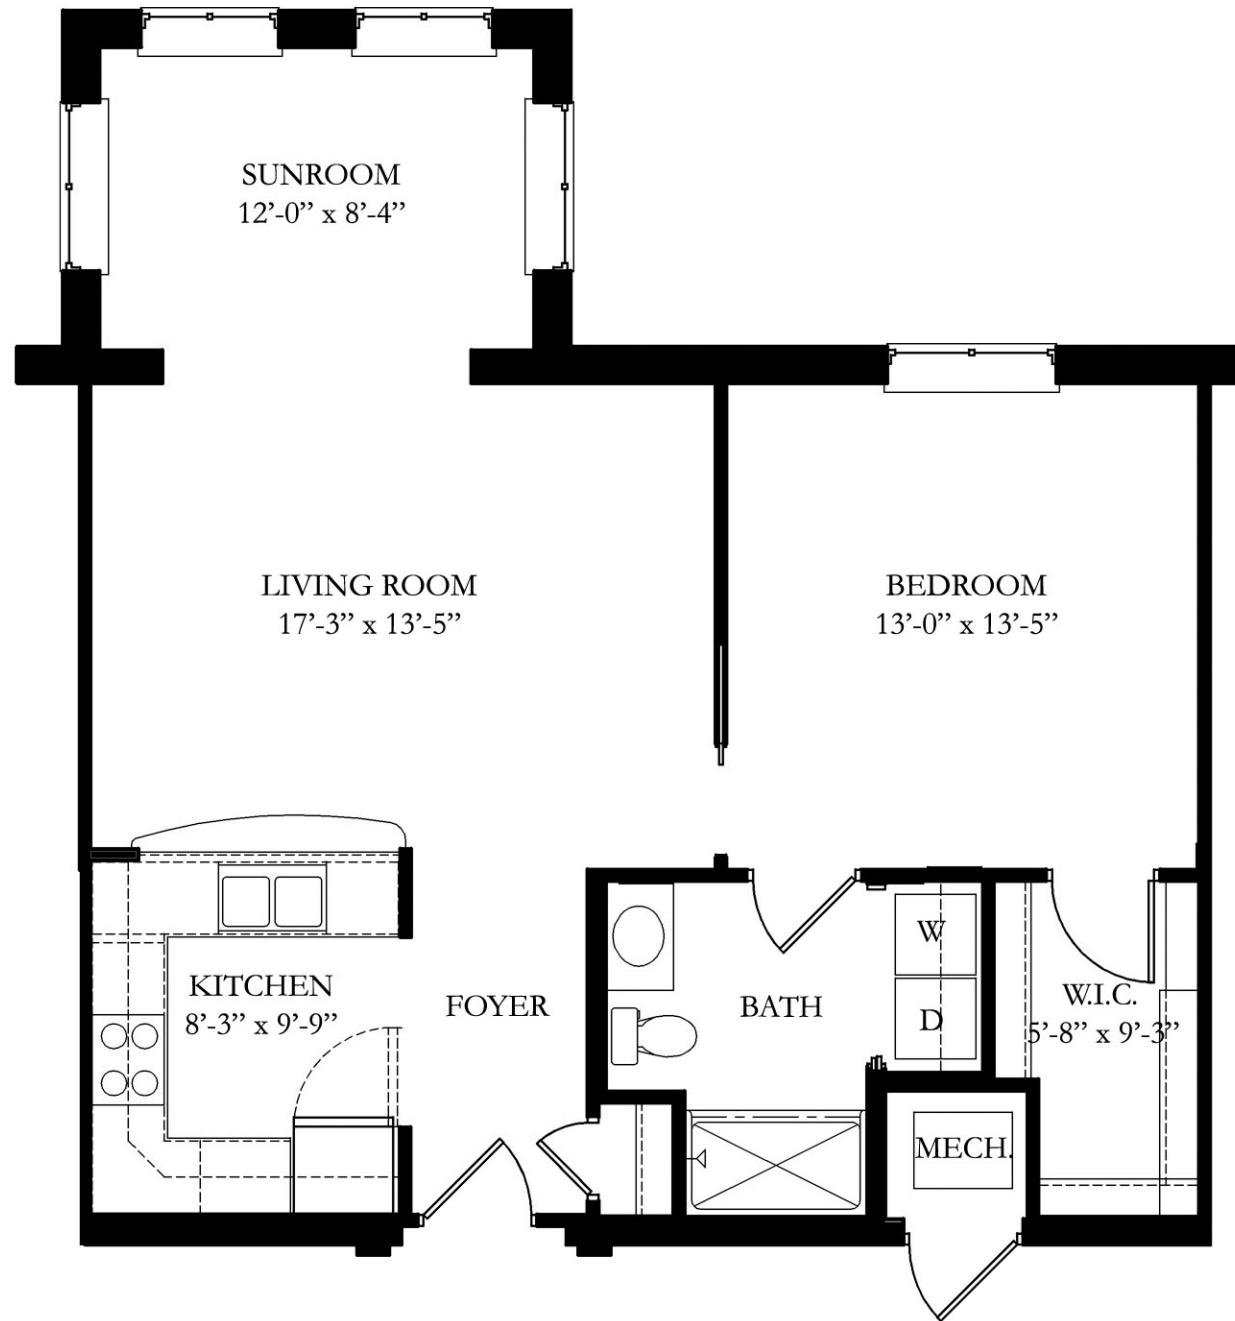 SUNROOM
12’-0” x 8’-4”
LIVING ROOM
17’-3” x 13’-5”
BEDROOM
13’-0” x 13’-5”
KITCHEN
8’-3” x 9’-9”
FOYER
BATH
W
D
W.I.C.
5’-8” x 9’-3”
MECH.